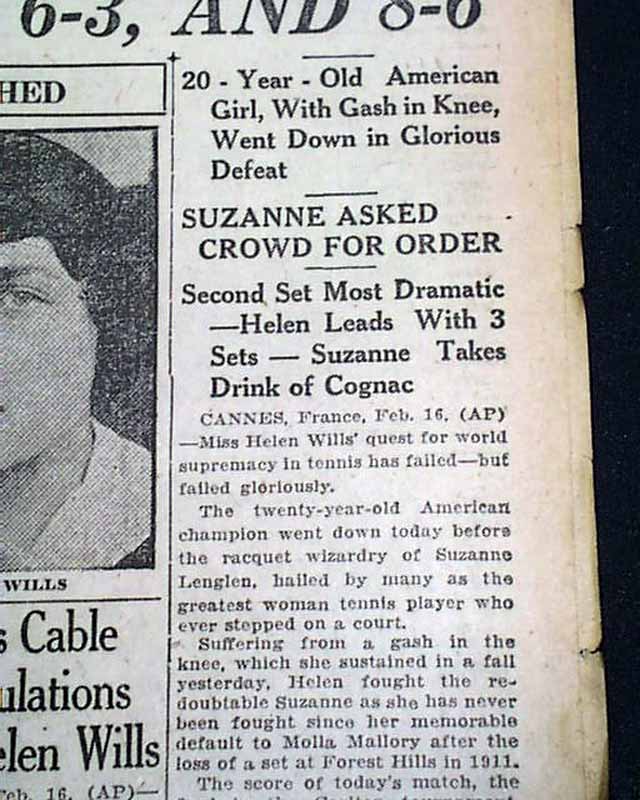 6-3, AND 8-6
HED
20 - Year - Old American
Girl, With Gash in Knee,
Went Down in Glorious
Defeat
SUZANNE ASKED
CROWD FOR ORDER
Second Set Most Dramatic
—Helen Leads With 3
Sets — Suzanne Takes
Drink of Cognac
CANNES, France, Feb. 16, (AP)
—Miss Helen Wills' quest for world
supremacy in tennis has failed—but
failed gloriously.
The twenty-year-old American
champion went down today before
the racquet wizardry of Suzanne
Lenglen, hailed by many as the
greatest woman tennis player who
ever stepped on a court.
Suffering from a gash in the
knee, which she sustained in a fall
yesterday, Helen fought the re-
doubtable Suzanne as she has never
been fought since her memorable
default to Molla Mallory after the
loss of a set at Forest Hills in 1911.
The score of today's match, the
WILLS
s Cable
ulations
elen Wills
eb. 16, (AP)—